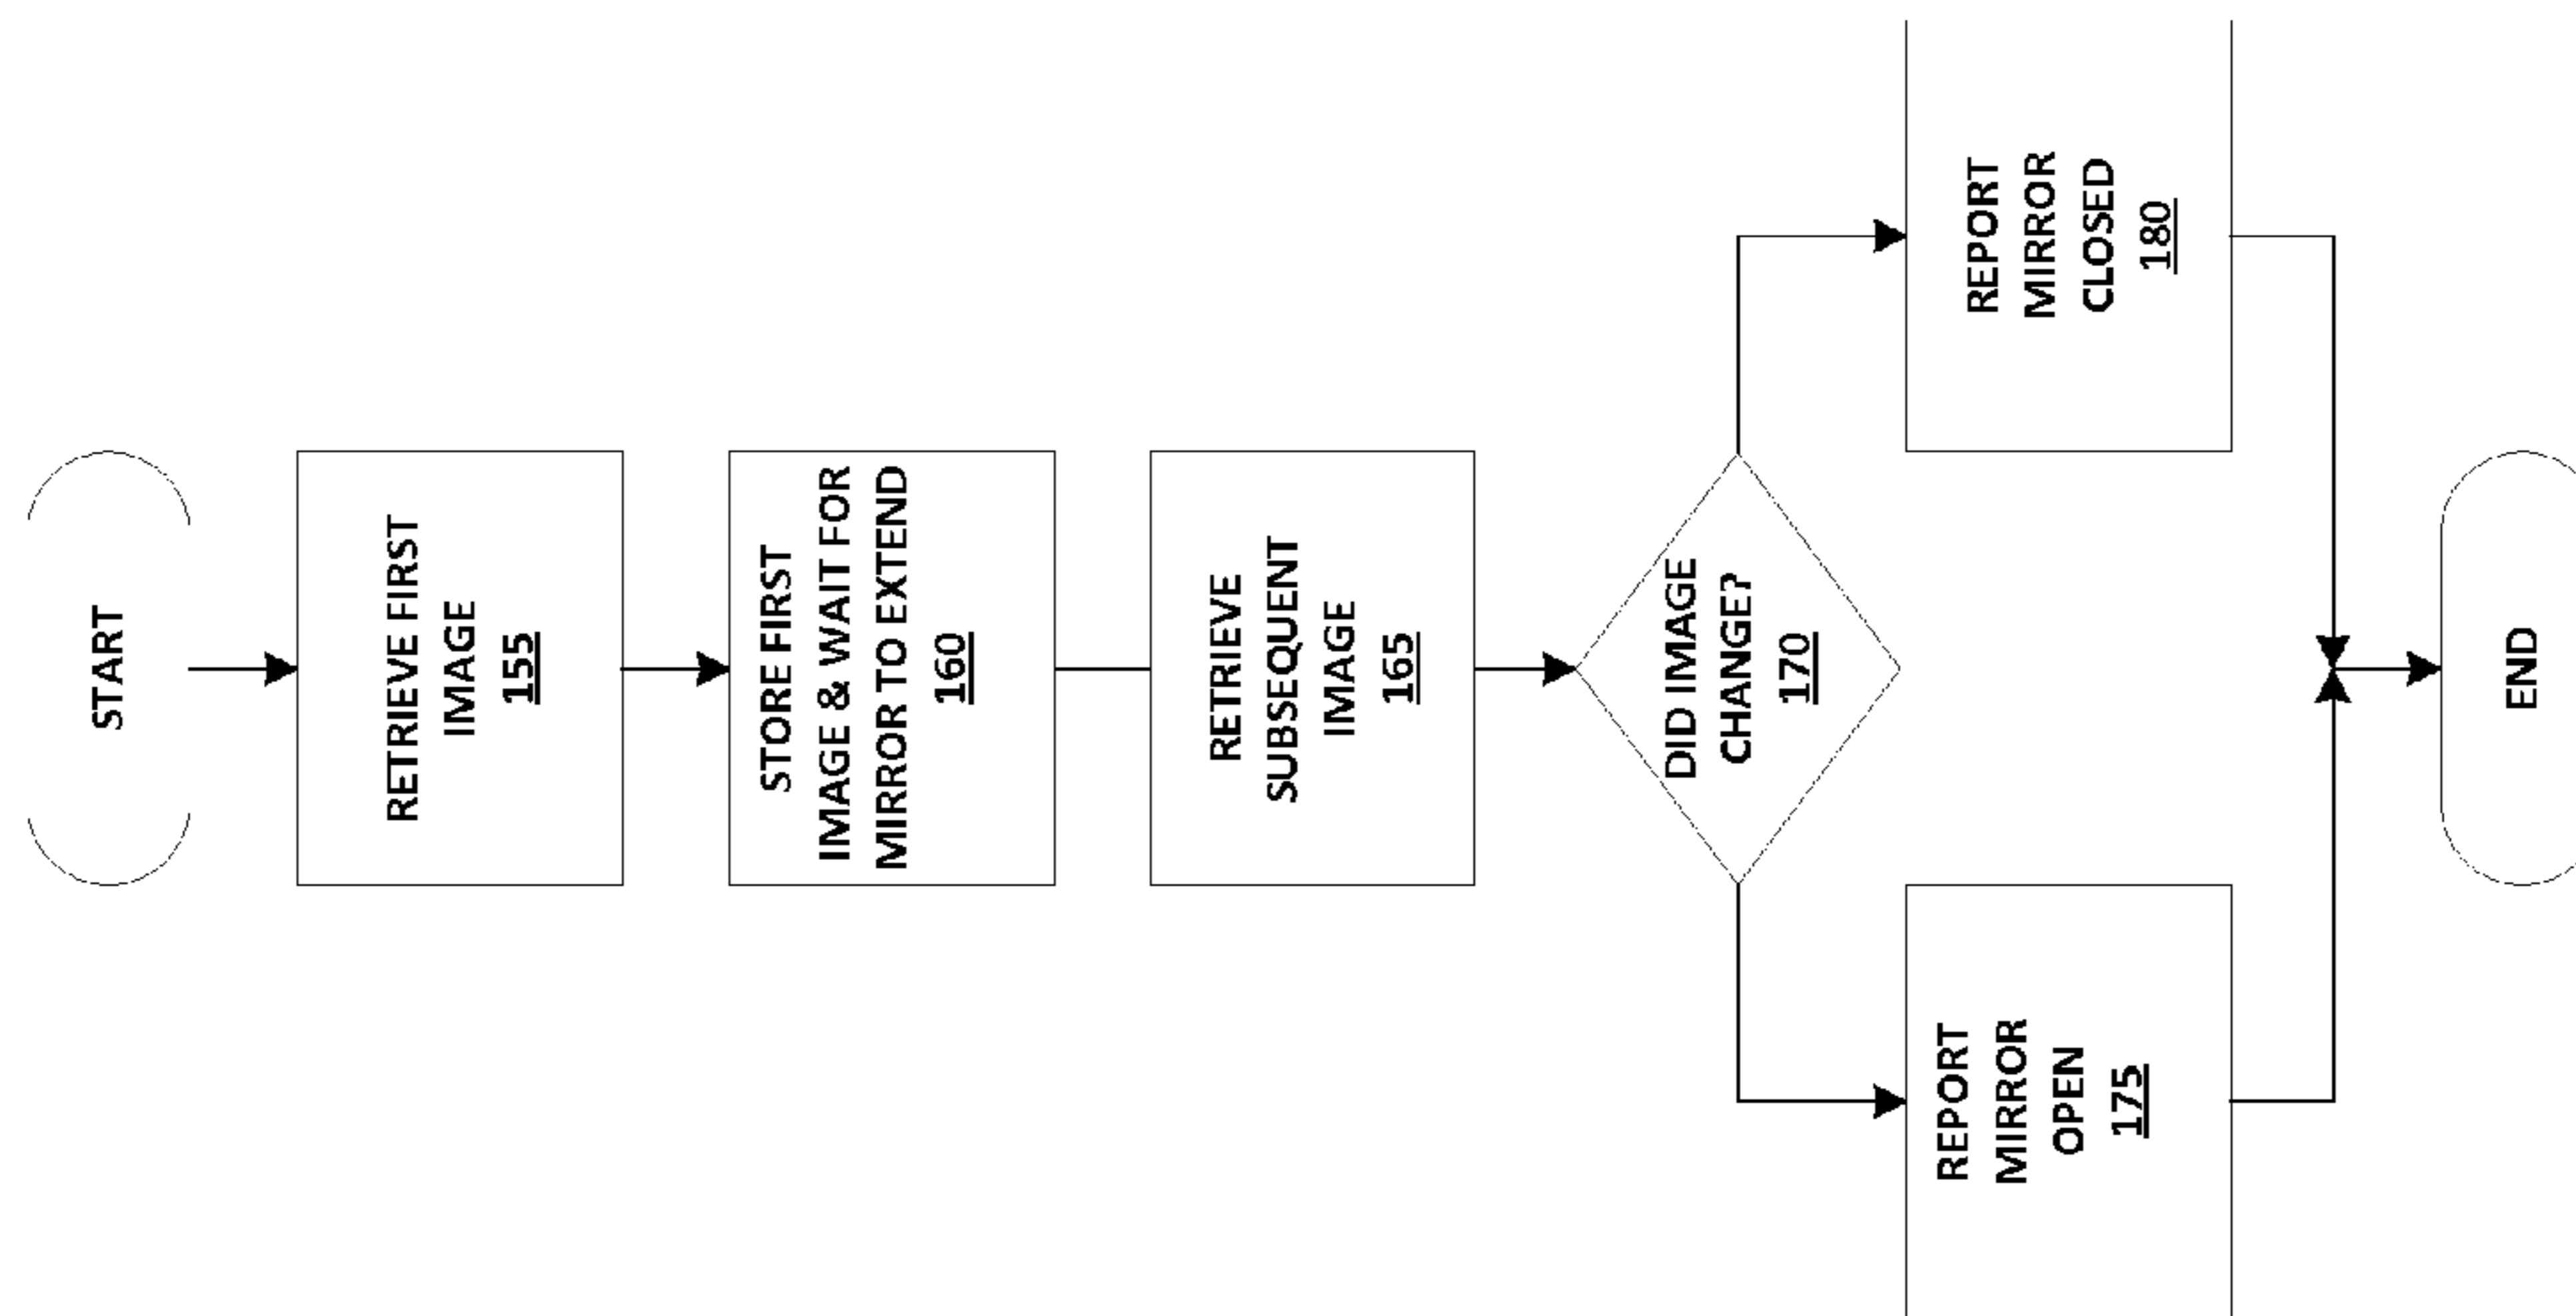 START
RETRIEVE FIRST
IMAGE
155
STORE FIRST
IMAGE & WAIT FOR
MIRROR TO EXTEND
160
RETRIEVE
SUBSEQUENT
IMAGE
165
DID IMAGE
CHANGE?
170
REPORT
MIRROR
OPEN
175
REPORT
MIRROR
CLOSED
180
END